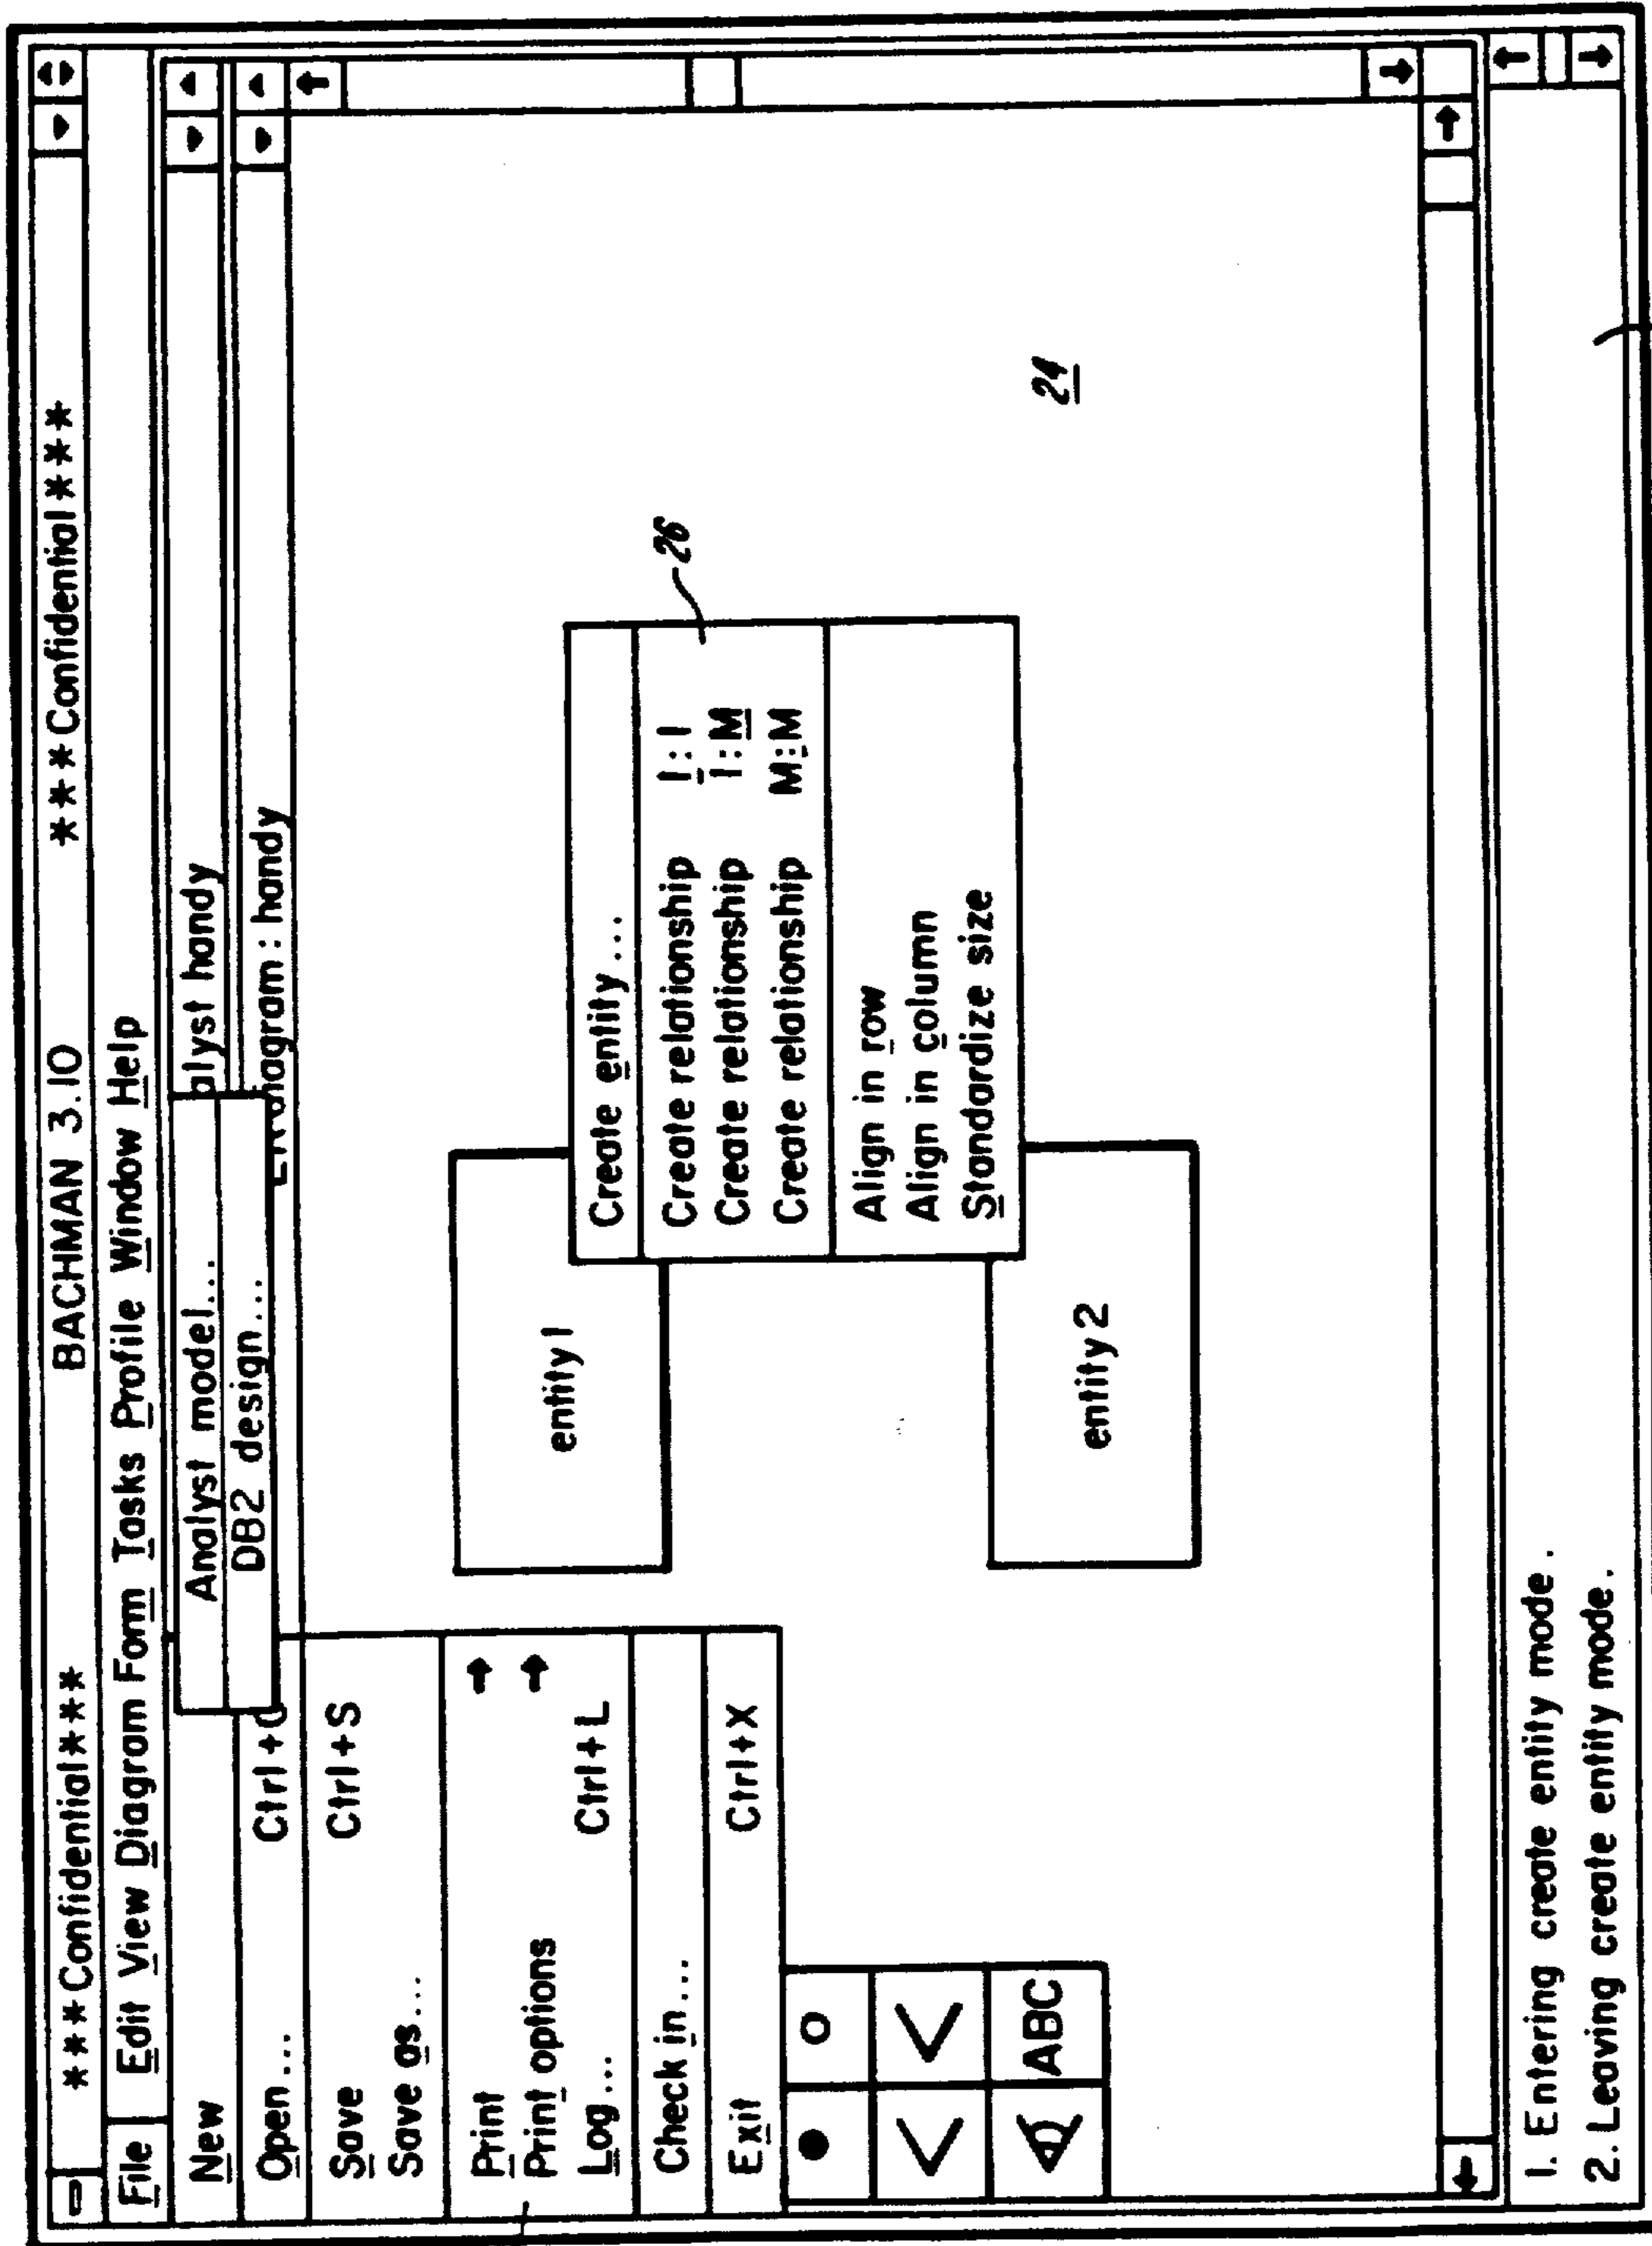 ***Confidential*** BACHMAN 3.10 ***Confidential***
File Edit View Diagram Form Tasks Profile Window Help
New
Analyst model...
DB2 design...
alyst handy
agram: handy
Open... Ctrl+O
Save Ctrl+S
Save as...
Print
Print options
Log... Ctrl+L
Check in...
Exit Ctrl+X
ABC
entity1
entity2
Create entity...
Create relationship 1:1
Create relationship 1:M
Create relationship M:M
Align in row
Align in column
Standardize size
26
24
1. Entering create entity mode.
2. Leaving create entity mode.